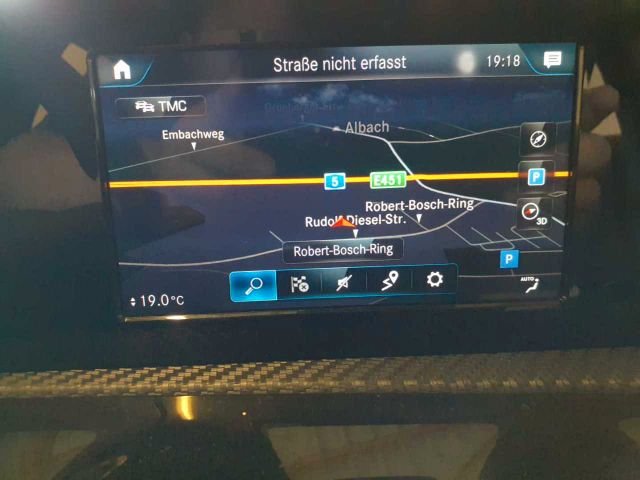 Straße nicht erfasst
19:18
TMC
Embachweg
Albach
5
E451
P
Robert-Bosch-Ring
Rudolf-Diesel-Str.
3D
Robert-Bosch-Ring
P
AUTO
19.0°C